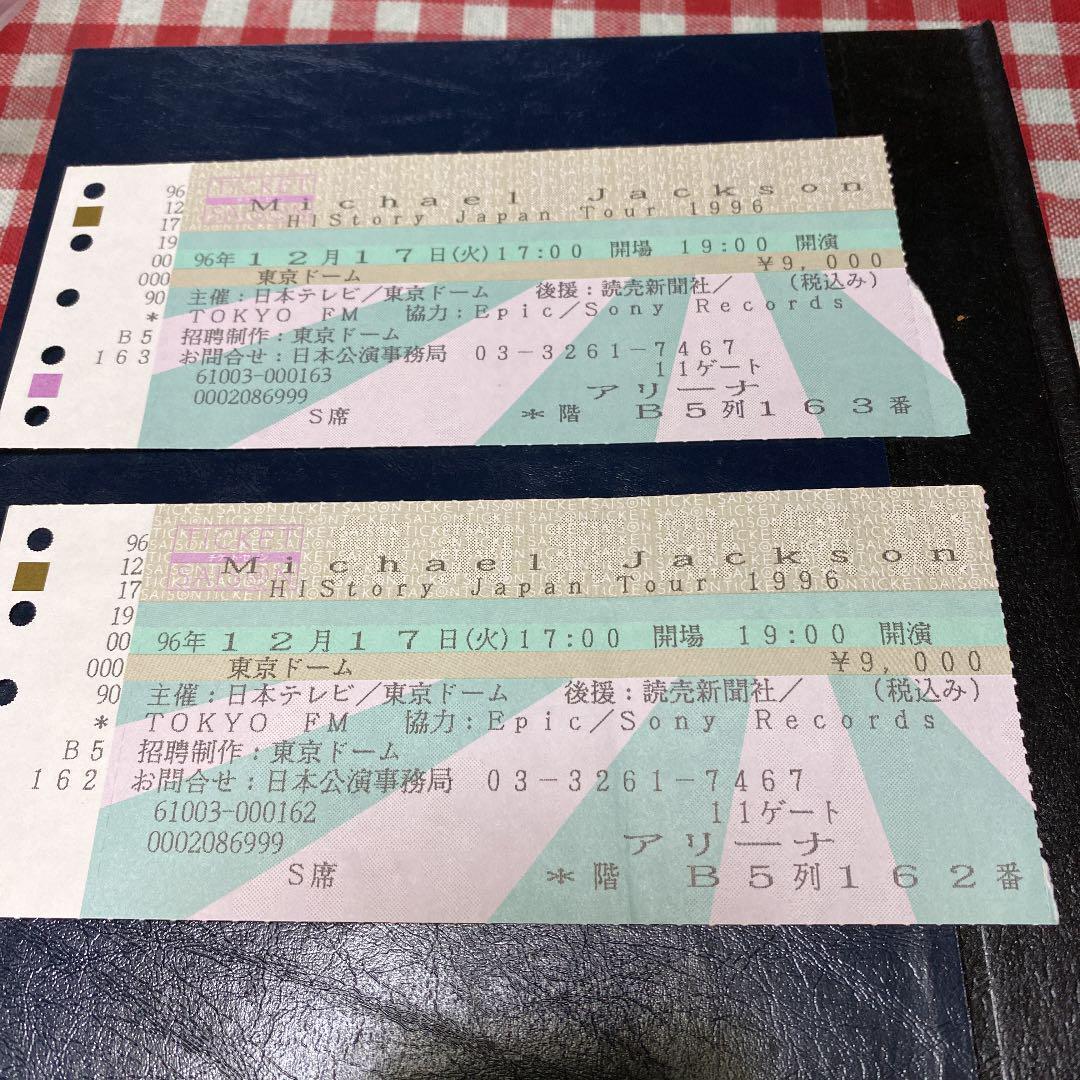 TICKET
SAISON
Michael Jackson
HIStory Japan Tour 1996
96
12
17
19
00
000
90
*
B5
163
96年12月17日(火)17:00 開場 19:00 開演
東京ドーム ¥9,000
主催:日本テレビ/東京ドーム 後援:読売新聞社/ (税込み)
TOKYO FM 協力:Epic/Sony Records
招聘制作:東京ドーム
お問合せ:日本公演事務局 03-3261-7467
61003-000163 11ゲート
0002086999 アリーナ
S席 *階 B5列163番
TICKET
SAISON
Michael Jackson
HIStory Japan Tour 1996
96
12
17
19
00
000
90
*
B5
162
96年12月17日(火)17:00 開場 19:00 開演
東京ドーム ¥9,000
主催:日本テレビ/東京ドーム 後援:読売新聞社/ (税込み)
TOKYO FM 協力:Epic/Sony Records
招聘制作:東京ドーム
お問合せ:日本公演事務局 03-3261-7467
61003-000162 11ゲート
0002086999 アリーナ
S席 *階 B5列162番